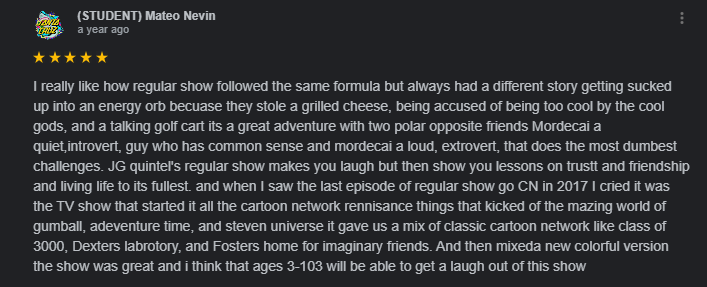 (STUDENT) Mateo Nevin
a year ago
I really like how regular show followed the same formula but always had a different story getting sucked
up into an energy orb becuase they stole a grilled cheese, being accused of being too cool by the cool
gods, and a talking golf cart its a great adventure with two polar opposite friends Mordecai a
quiet,introvert, guy who has common sense and mordecai a loud, extrovert, that does the most dumbest
challenges. JG quintel's regular show makes you laugh but then show you lessons on trustt and friendship
and living life to its fullest. and when I saw the last episode of regular show go CN in 2017 I cried it was
the TV show that started it all the cartoon network rennisance things that kicked of the mazing world of
gumball, adeventure time, and steven universe it gave us a mix of classic cartoon network like class of
3000, Dexters labrotory, and Fosters home for imaginary friends. And then mixeda new colorful version
the show was great and i think that ages 3-103 will be able to get a laugh out of this show